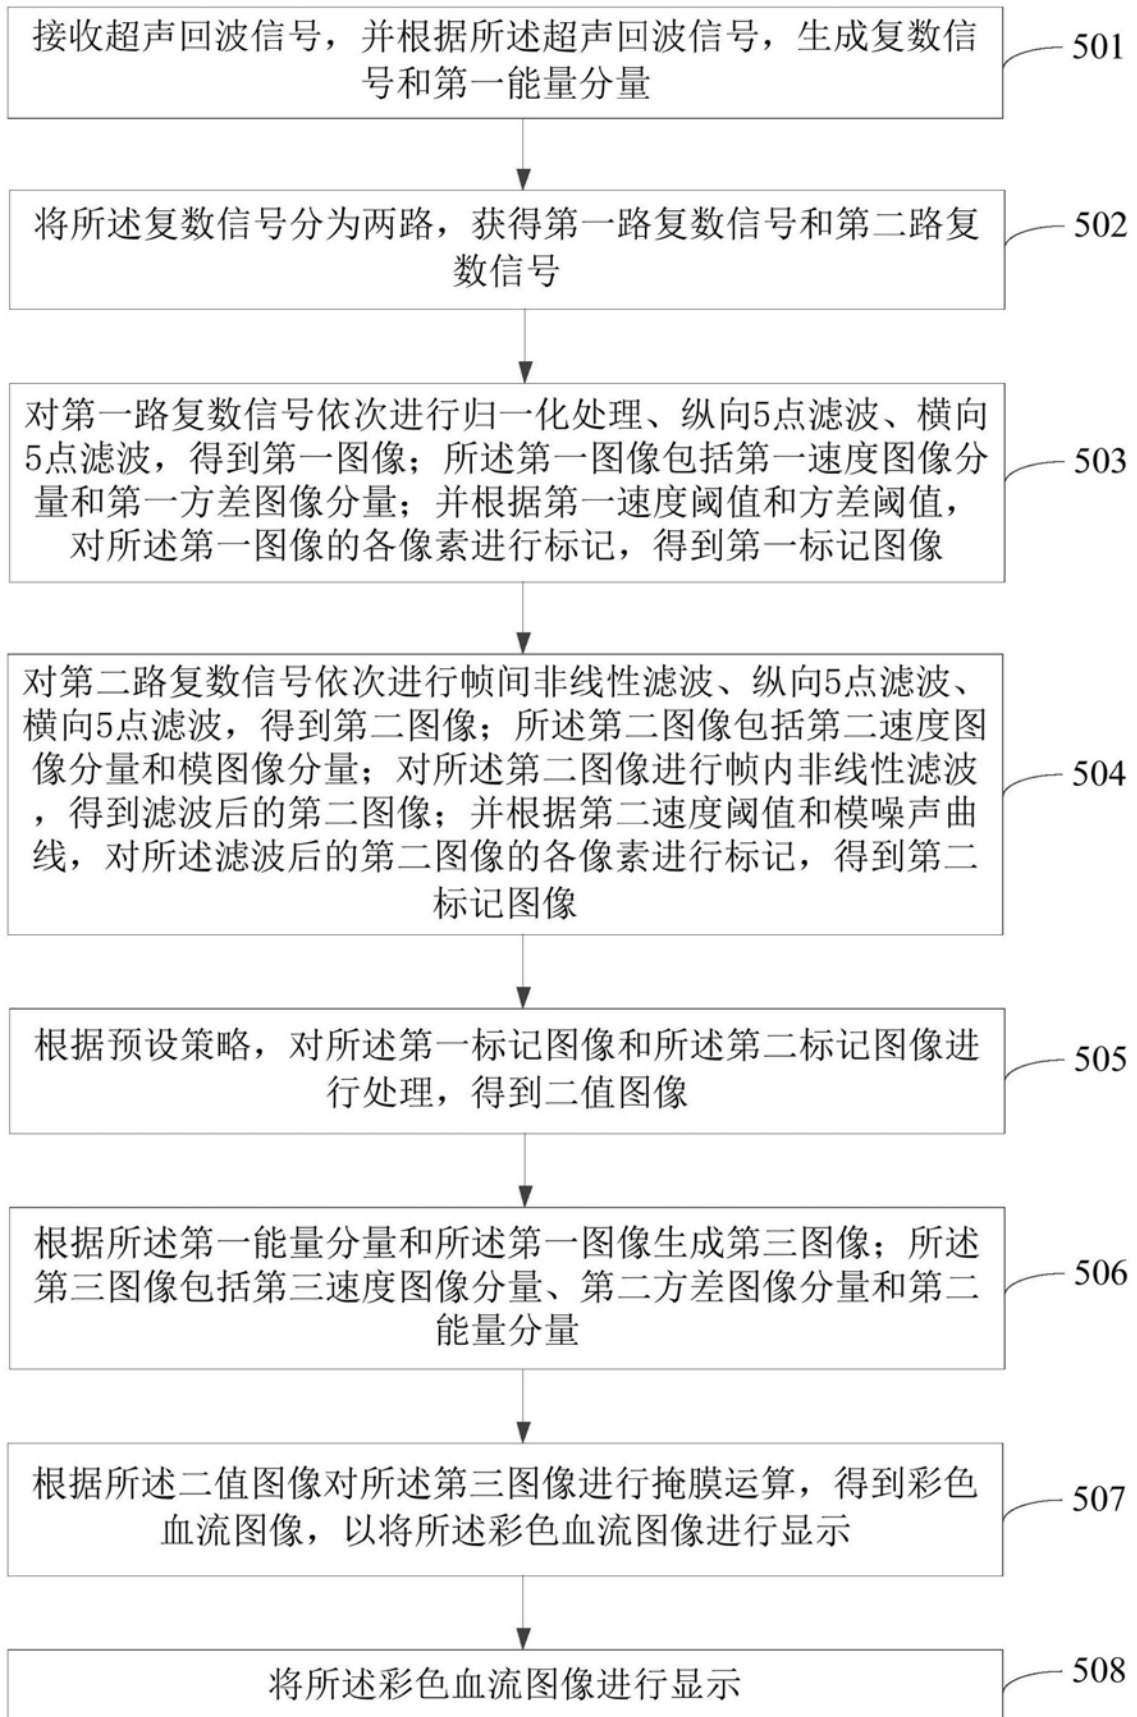 接收超声回波信号，并根据所述超声回波信号，生成复数信
号和第一能量分量
501
将所述复数信号分为两路，获得第一路复数信号和第二路复
数信号
502
对第一路复数信号依次进行归一化处理、纵向5点滤波、横向
5点滤波，得到第一图像；所述第一图像包括第一速度图像分
量和第一方差图像分量；并根据第一速度阈值和方差阈值，
对所述第一图像的各像素进行标记，得到第一标记图像
503
对第二路复数信号依次进行帧间非线性滤波、纵向5点滤波、
横向5点滤波，得到第二图像；所述第二图像包括第二速度图
像分量和模图像分量；对所述第二图像进行帧内非线性滤波
，得到滤波后的第二图像；并根据第二速度阈值和模噪声曲
线，对所述滤波后的第二图像的各像素进行标记，得到第二
标记图像
504
根据预设策略，对所述第一标记图像和所述第二标记图像进
行处理，得到二值图像
505
根据所述第一能量分量和所述第一图像生成第三图像；所述
第三图像包括第三速度图像分量、第二方差图像分量和第二
能量分量
506
根据所述二值图像对所述第三图像进行掩膜运算，得到彩色
血流图像，以将所述彩色血流图像进行显示
507
将所述彩色血流图像进行显示
508